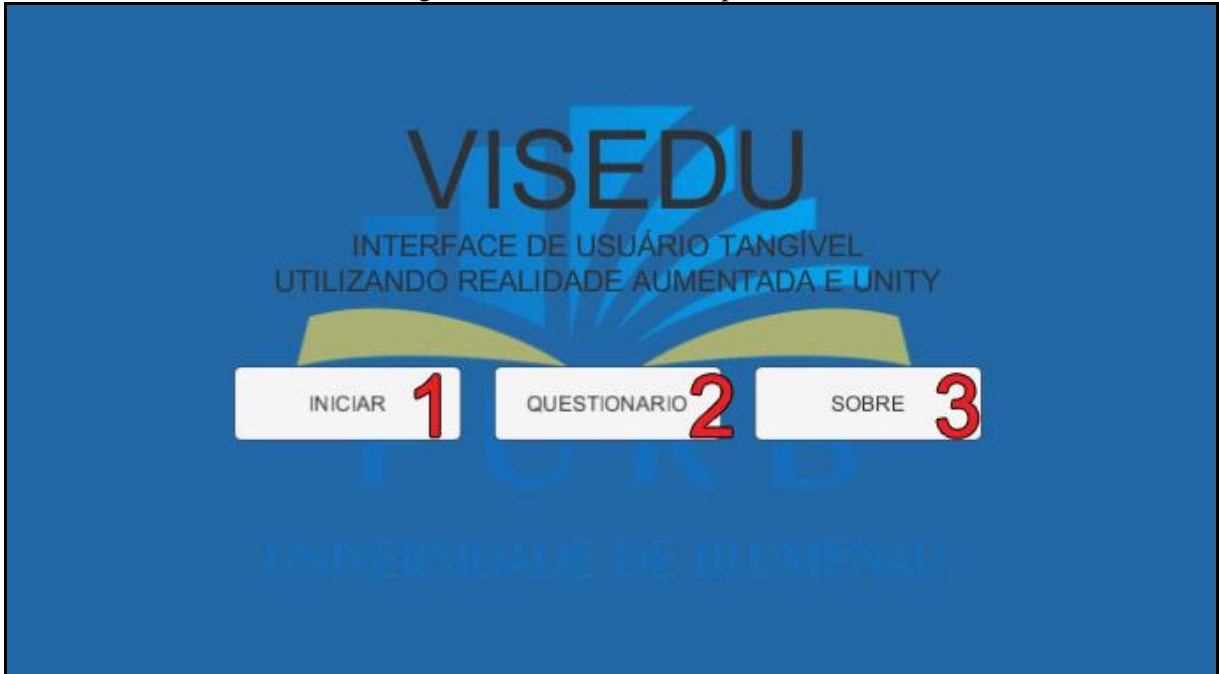 VISEDU
INTERFACE DE USUÁRIO TANGÍVEL
UTILIZANDO REALIDADE AUMENTADA E UNITY
INICIAR 1 QUESTIONARIO 2 SOBRE 3
FURB
UNIVERSIDADE DE BLUMENAU